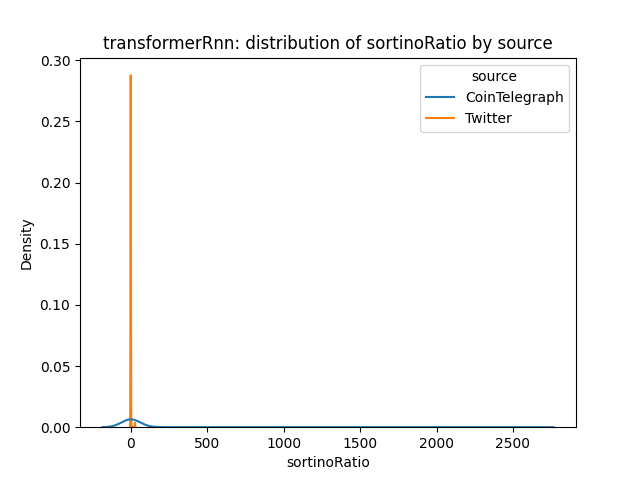 transformerRnn: distribution of sortinoRatio by source
source
CoinTelegraph
Twitter
Density
0.30
0.25
0.20
0.15
0.10
0.05
0.00
0
500
1000
1500
2000
2500
sortinoRatio